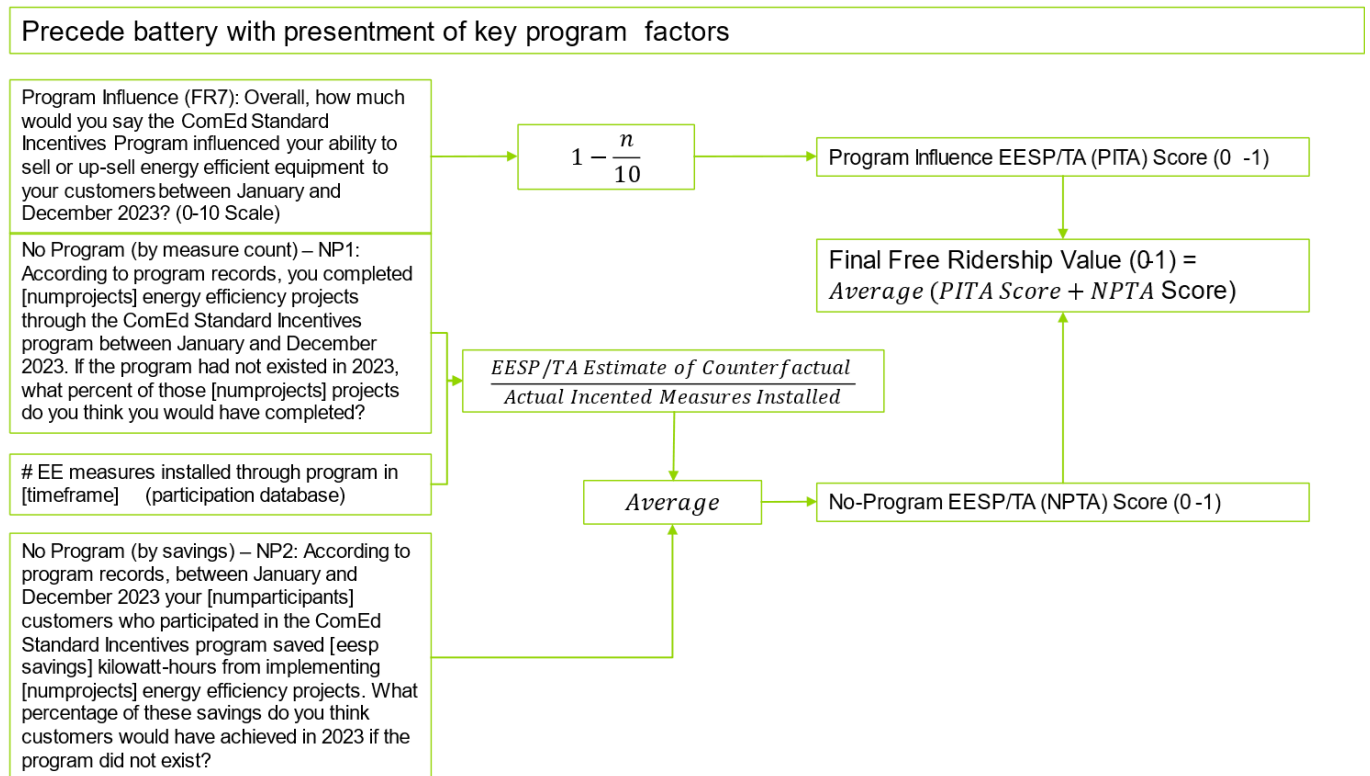 Precede battery with presentment of key program factors
Program Influence (FR7): Overall, how much
would you say the ComEd Standard
Incentives Program influenced your ability to
sell or up-sell energy efficient equipment to
your customers between January and
December 2023? (0-10 Scale)
1 − n/10
Program Influence EESP/TA (PITA) Score (0 -1)
No Program (by measure count) – NP1:
According to program records, you completed
[numprojects] energy efficiency projects
through the ComEd Standard Incentives
program between January and December
2023. If the program had not existed in 2023,
what percent of those [numprojects] projects
do you think you would have completed?
Final Free Ridership Value (0-1) =
Average (PITA Score + NPTA Score)
EESP/TA Estimate of Counterfactual
Actual Incented Measures Installed
# EE measures installed through program in
[timeframe] (participation database)
Average
No-Program EESP/TA (NPTA) Score (0 -1)
No Program (by savings) – NP2: According to
program records, between January and
December 2023 your [numparticipants]
customers who participated in the ComEd
Standard Incentives program saved [eesp
savings] kilowatt-hours from implementing
[numprojects] energy efficiency projects. What
percentage of these savings do you think
customers would have achieved in 2023 if the
program did not exist?